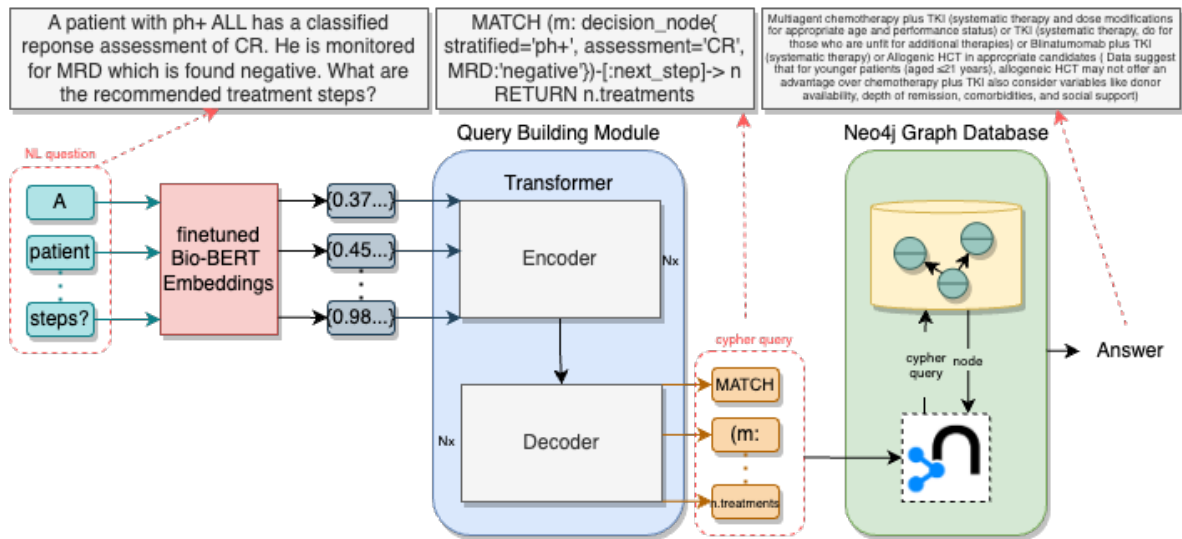 A patient with ph+ ALL has a classified
reponse assessment of CR. He is monitored
for MRD which is found negative. What are
the recommended treatment steps?
MATCH (m: decision_node{
stratified='ph+', assessment='CR',
MRD:'negative'})-[:next_step]-> n
RETURN n.treatments
Multiagent chemotherapy plus TKI (systematic therapy and dose modifications
for appropriate age and performance status) or TKI (systematic therapy, do for
those who are unfit for additional therapies) or Blinatumomab plus TKI
(systematic therapy) or Allogenic HCT in appropriate candidates ( Data suggest
that for younger patients (aged ≤21 years), allogeneic HCT may not offer an
advantage over chemotherapy plus TKI also consider variables like donor
availability, depth of remission, comorbidities, and social support)
NL question
A
patient
steps?
finetuned
Bio-BERT
Embeddings
{0.37...}
{0.45...}
{0.98...}
Query Building Module
Transformer
Encoder
Nx
Decoder
Nx
cypher query
MATCH
(m:
n.treatments
Neo4j Graph Database
cypher
query
node
Answer